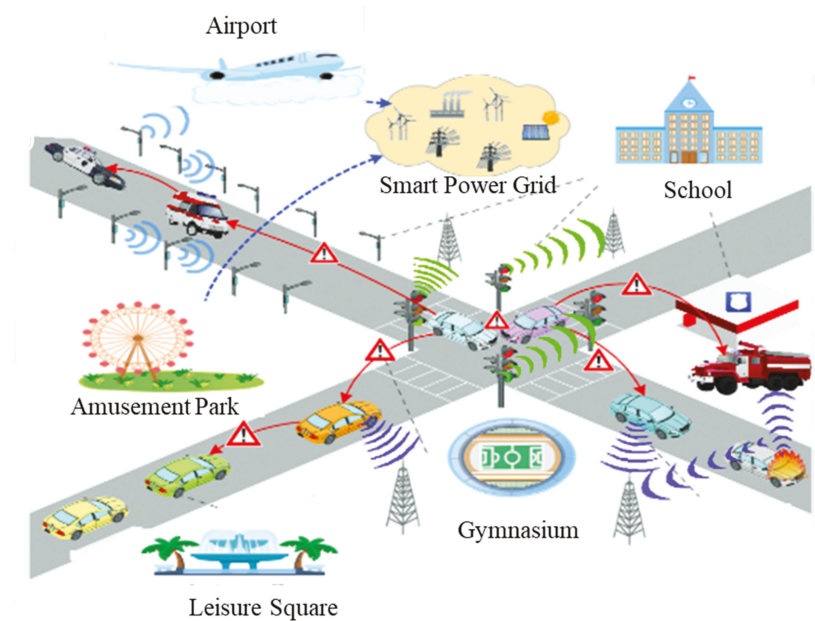 Airport
Smart Power Grid
School
Amusement Park
Gymnasium
Leisure Square